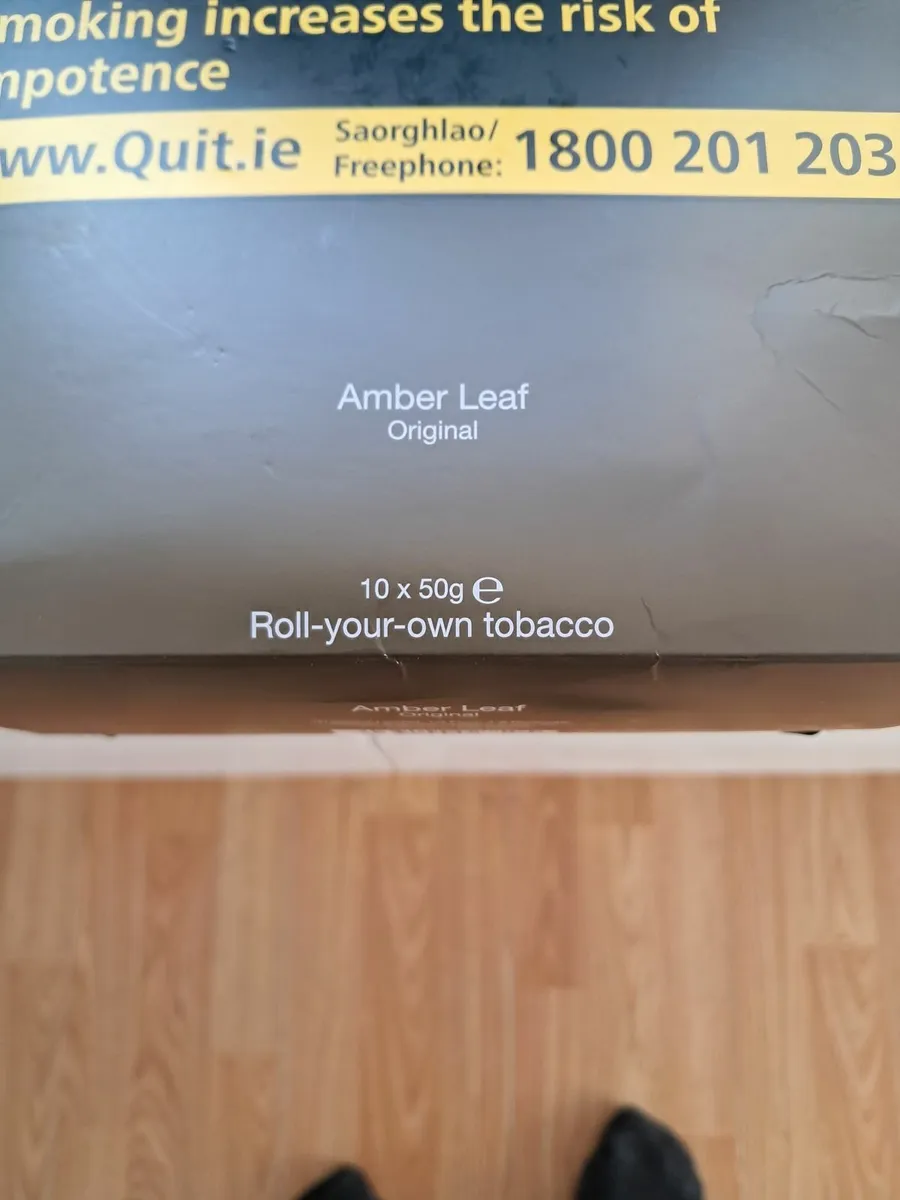 moking increases the risk of
mpotence
ww.Quit.ie
Saorghlao/
Freephone:
1800 201 203
Amber Leaf
Original
10 x 50g ℮
Roll-your-own tobacco
Amber Leaf
Original